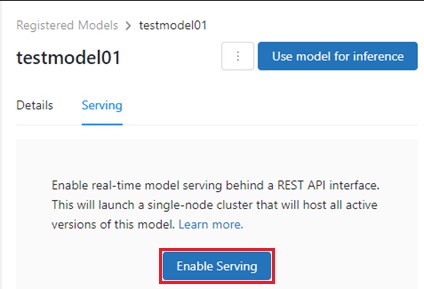 Registered Models > testmodel01
testmodel01
Use model for inference
Details
Serving
Enable real-time model serving behind a REST API interface.
This will launch a single-node cluster that will host all active
versions of this model. Learn more.
Enable Serving